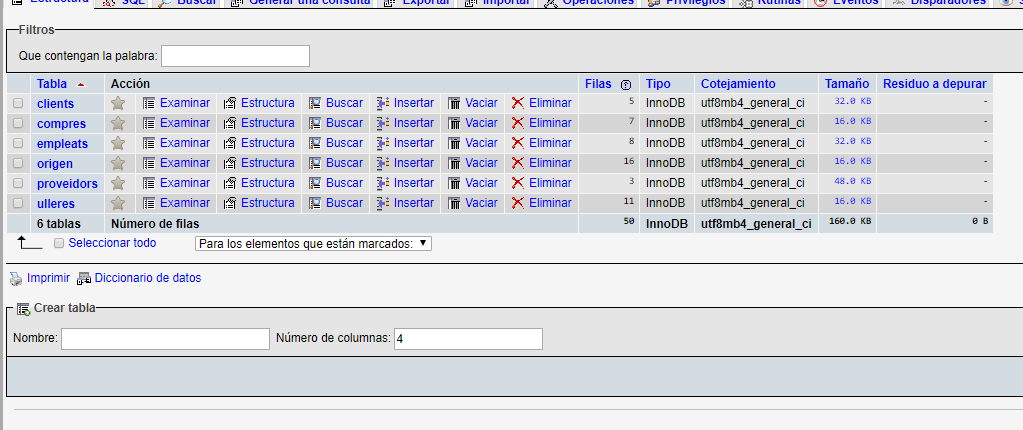 Estructura SQL Buscar Generar una consulta Exportar Importar Operaciones Privilegios Rutinas Eventos Disparadores
Filtros
Que contengan la palabra:
Tabla Acción Filas Tipo Cotejamiento Tamaño Residuo a depurar
clients Examinar Estructura Buscar Insertar Vaciar Eliminar 5 InnoDB utf8mb4_general_ci 32.0 KB -
compres Examinar Estructura Buscar Insertar Vaciar Eliminar 7 InnoDB utf8mb4_general_ci 16.0 KB -
empleats Examinar Estructura Buscar Insertar Vaciar Eliminar 8 InnoDB utf8mb4_general_ci 32.0 KB -
origen Examinar Estructura Buscar Insertar Vaciar Eliminar 16 InnoDB utf8mb4_general_ci 16.0 KB -
proveidors Examinar Estructura Buscar Insertar Vaciar Eliminar 3 InnoDB utf8mb4_general_ci 48.0 KB -
ulleres Examinar Estructura Buscar Insertar Vaciar Eliminar 11 InnoDB utf8mb4_general_ci 16.0 KB -
6 tablas Número de filas 50 InnoDB utf8mb4_general_ci 160.0 KB 0 B
Seleccionar todo Para los elementos que están marcados:
Imprimir Diccionario de datos
Crear tabla
Nombre: Número de columnas: 4